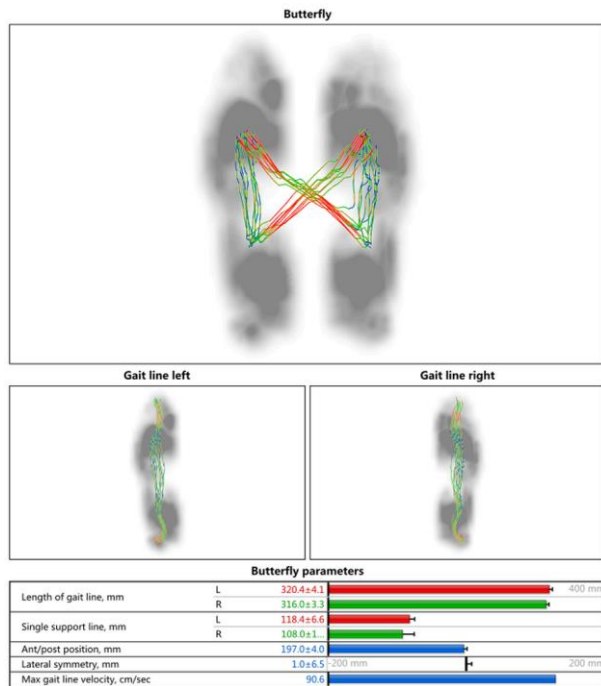 Butterfly
Gait line left
Gait line right
Butterfly parameters
Length of gait line, mm L 320.4±4.1 400 mm
R 316.0±3.3
Single support line, mm L 118.4±6.6
R 108.0±1...
Ant/post position, mm 197.0±4.0
Lateral symmetry, mm 1.0±6.5 -200 mm 200 mm
Max gait line velocity, cm/sec 90.6